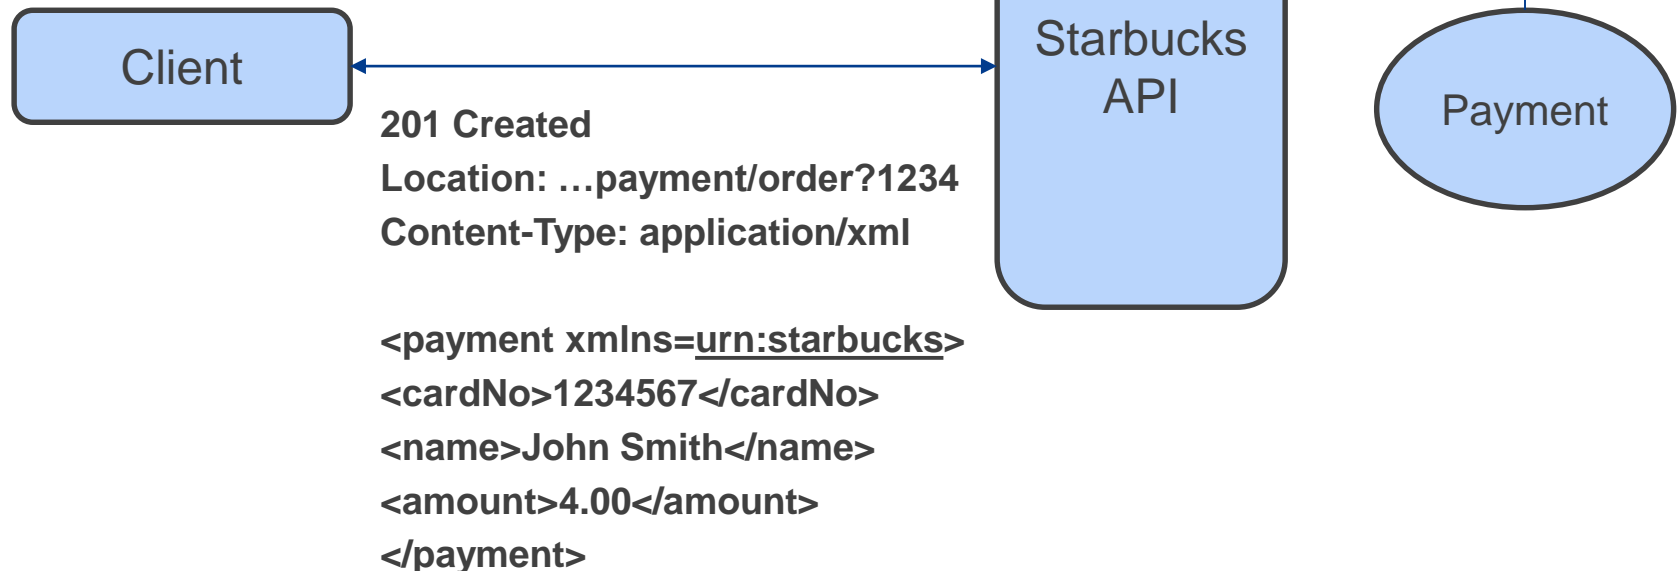 Client
Starbucks
API
Payment
201 Created
Location: …payment/order?1234
Content-Type: application/xml
<payment xmlns=urn:starbucks>
<cardNo>1234567</cardNo>
<name>John Smith</name>
<amount>4.00</amount>
</payment>